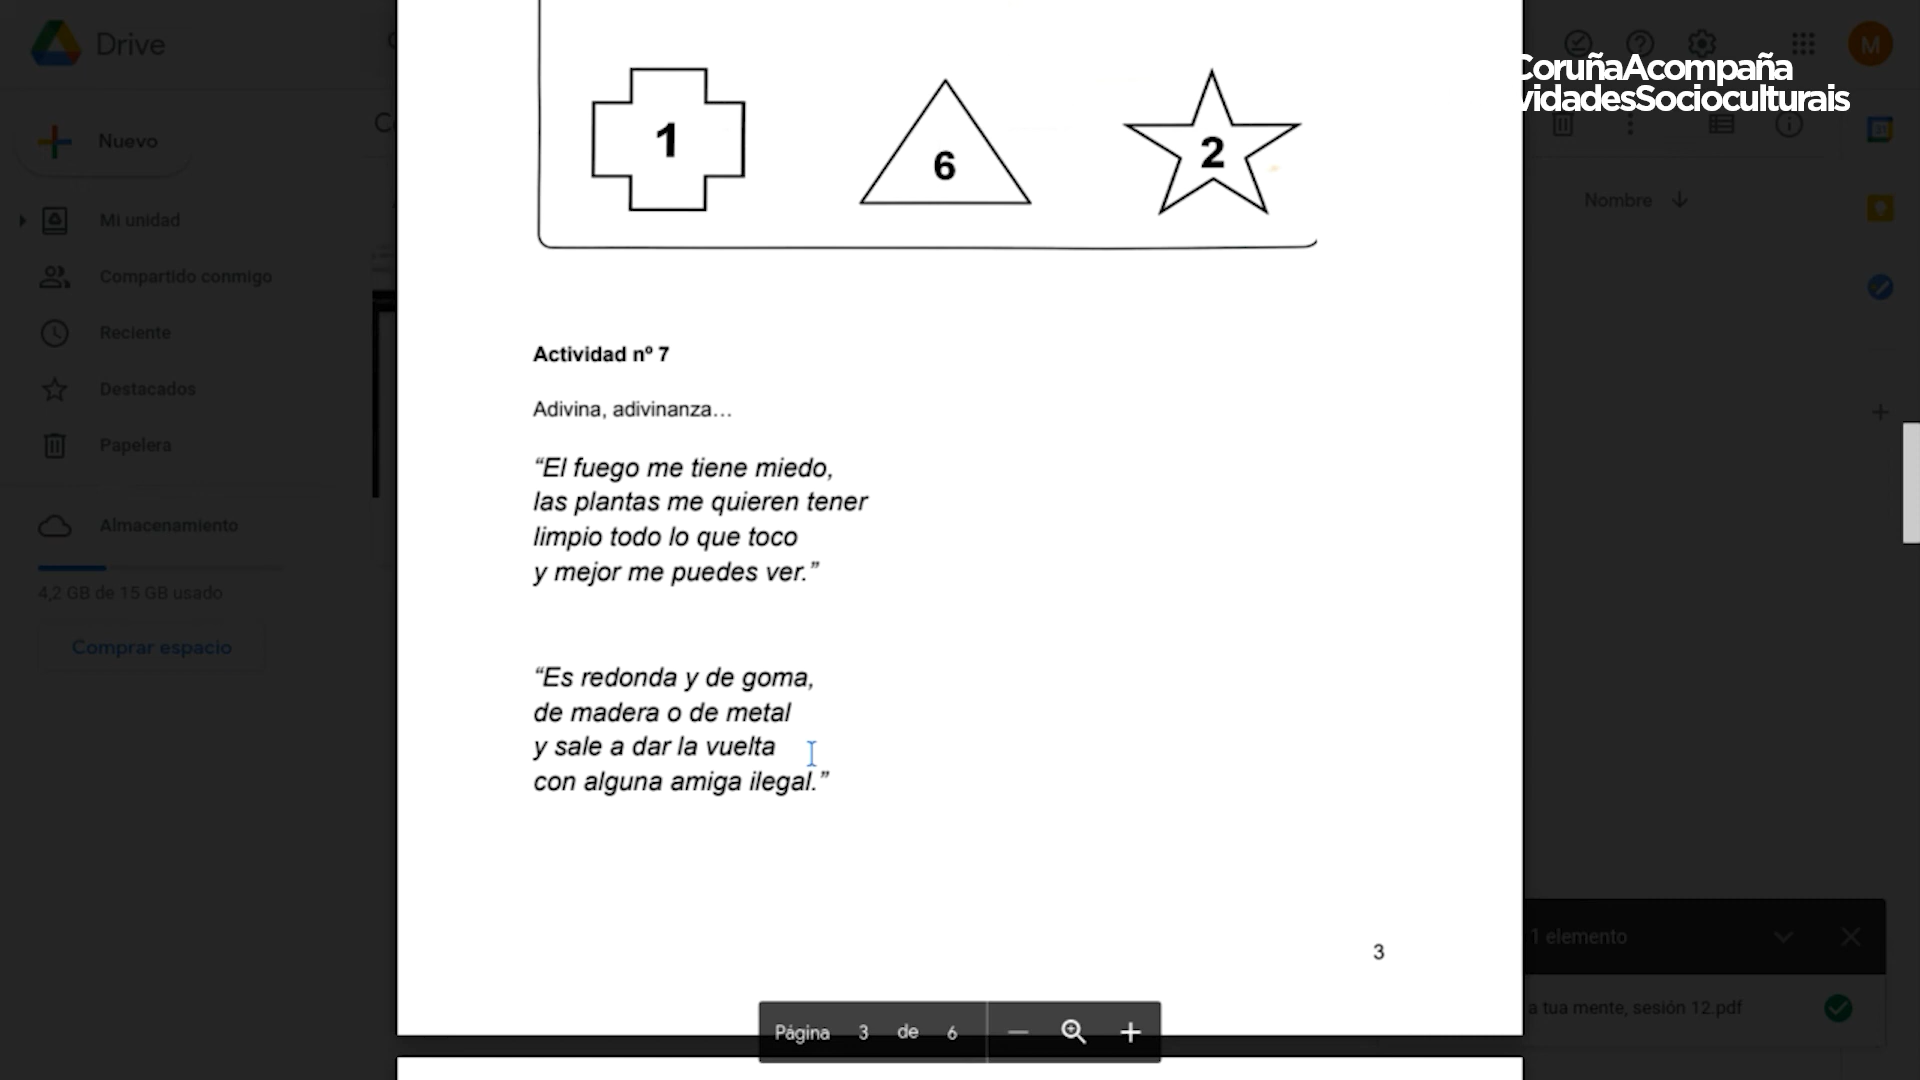 Drive
CoruñaAcompaña
vidadesSocioculturais
Nuevo
Mi unidad
Compartido conmigo
Reciente
Destacados
Papelera
Almacenamiento
4,2 GB de 15 GB usado
Comprar espacio
Nombre
M
1
6
2
Actividad nº 7
Adivina, adivinanza…
“El fuego me tiene miedo,
las plantas me quieren tener
limpio todo lo que toco
y mejor me puedes ver.”
“Es redonda y de goma,
de madera o de metal
y sale a dar la vuelta
con alguna amiga ilegal.”
3
1 elemento
a tua mente, sesión 12.pdf
Página 3 de 6